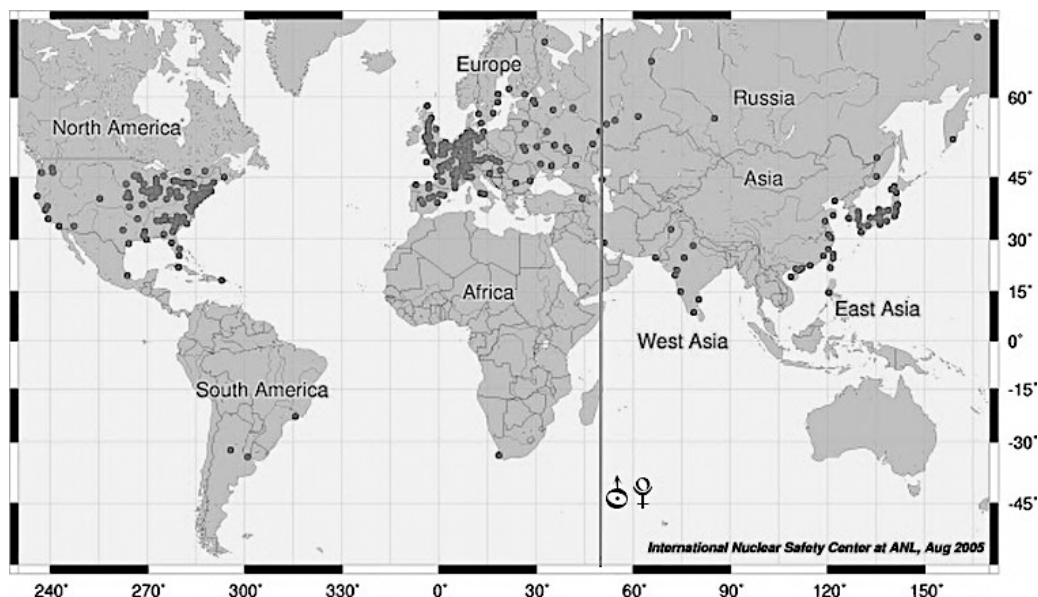 Europe
Russia
60°
North America
Asia
45°
30°
Africa
15°
East Asia
West Asia
0°
South America
-15°
-30°
-45°
International Nuclear Safety Center at ANL, Aug 2005
240° 270° 300° 330° 0° 30° 60° 90° 120° 150°